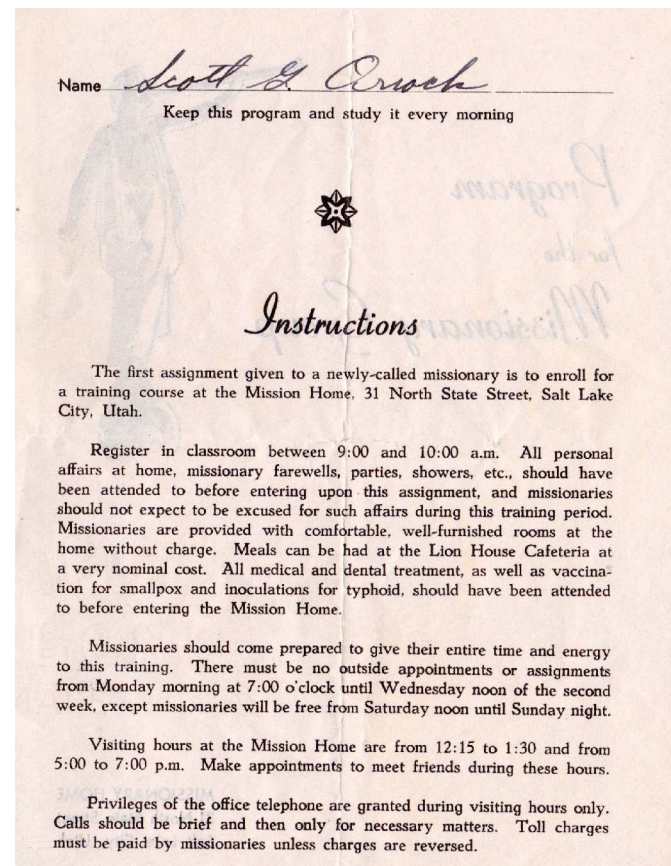 Name Scott G.
Keep this program and study it every morning
Instructions
The first assignment given to a newly-called missionary is to enroll for
a training course at the Mission Home, 31 North State Street, Salt Lake
City, Utah.
Register in classroom between 9:00 and 10:00 a.m. All personal
affairs at home, missionary farewells, parties, showers, etc., should have
been attended to before entering upon this assignment, and missionaries
should not expect to be excused for such affairs during this training period.
Missionaries are provided with comfortable, well-furnished rooms at the
home without charge. Meals can be had at the Lion House Cafeteria at
a very nominal cost. All medical and dental treatment, as well as vaccina-
tion for smallpox and inoculations for typhoid, should have been attended
to before entering the Mission Home.
Missionaries should come prepared to give their entire time and energy
to this training. There must be no outside appointments or assignments
from Monday morning at 7:00 o'clock until Wednesday noon of the second
week, except missionaries will be free from Saturday noon until Sunday night.
Visiting hours at the Mission Home are from 12:15 to 1:30 and from
5:00 to 7:00 p.m. Make appointments to meet friends during these hours.
Privileges of the office telephone are granted during visiting hours only.
Calls should be brief and then only for necessary matters. Toll charges
must be paid by missionaries unless charges are reversed.